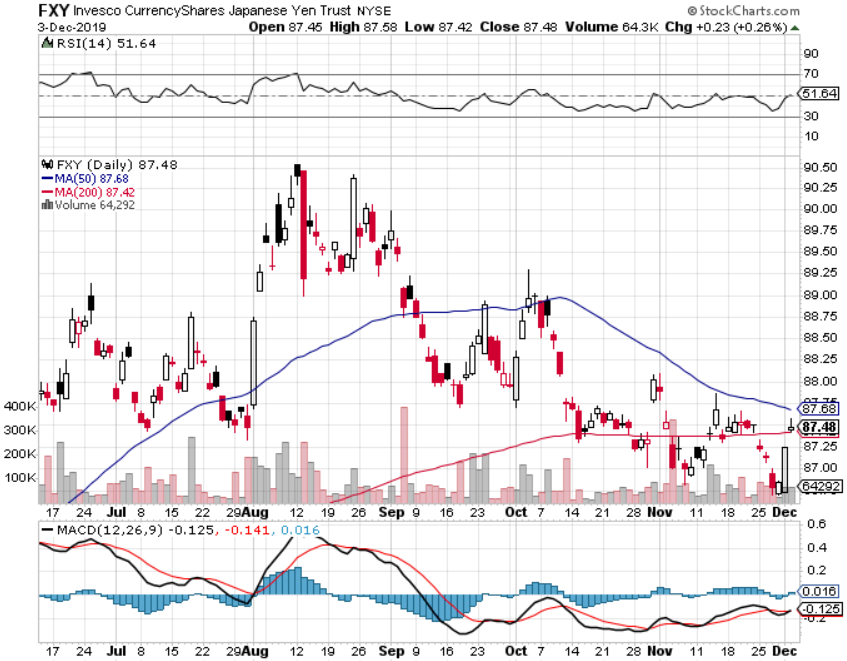 FXY Invesco CurrencyShares Japanese Yen Trust NYSE © StockCharts.com
3-Dec-2019 Open 87.45 High 87.58 Low 87.42 Close 87.48 Volume 64.3K Chg +0.23 (+0.26%)
RSI(14) 51.64
90
70
51.64
30
10
FXY (Daily) 87.48
MA(50) 87.68
MA(200) 87.42
Volume 64,292
90.50
90.25
90.00
89.75
89.50
89.25
89.00
88.75
88.50
88.25
88.00
87.68
87.48
87.25
87.00
64292
400K
300K
200K
100K
17 24 Jul 8 15 22 29 Aug 12 19 26 Sep 9 16 23 Oct 7 14 21 28 Nov 11 18 25 Dec
MACD(12,26,9) -0.125, -0.141, 0.016
0.6
0.4
0.2
0.016
-0.125
-0.2
17 24 Jul 8 15 22 29 Aug 12 19 26 Sep 9 16 23 Oct 7 14 21 28 Nov 11 18 25 Dec